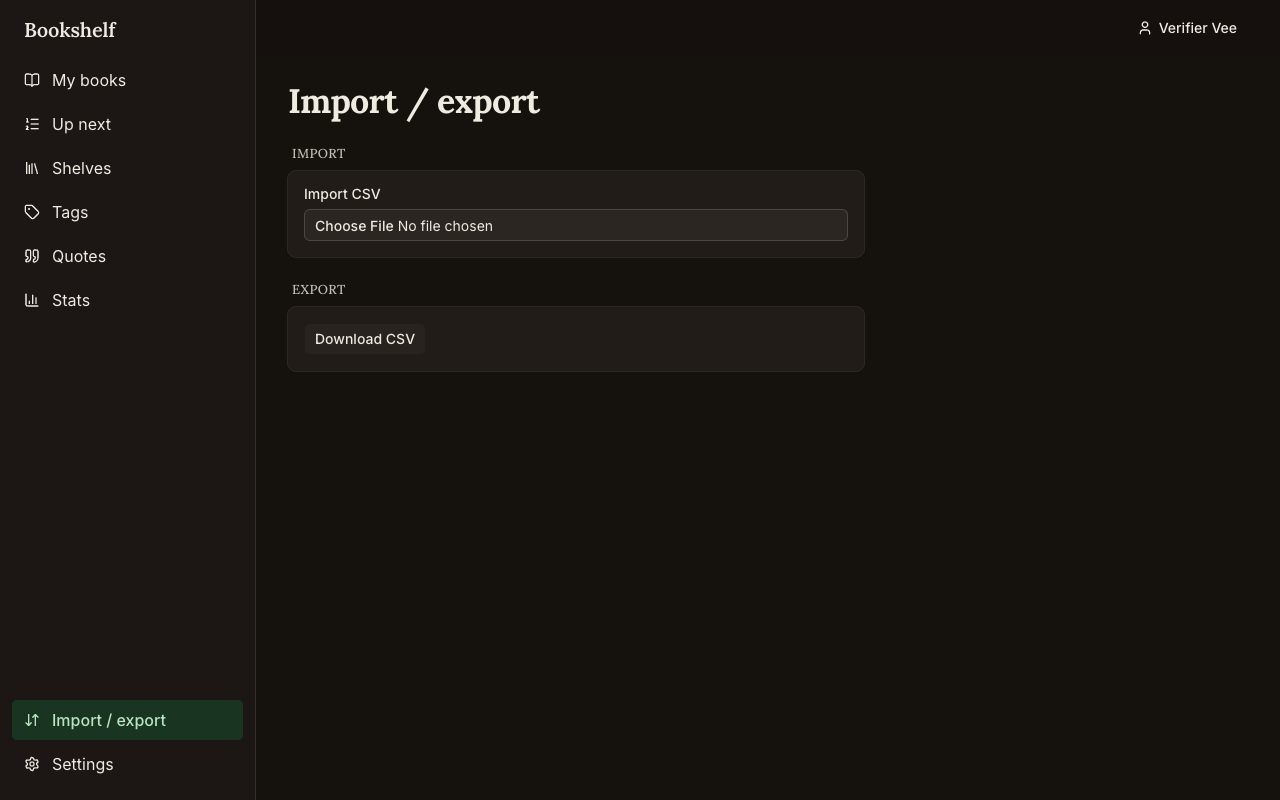 Bookshelf
Verifier Vee
My books
Up next
Shelves
Tags
Quotes
Stats
Import / export
Settings
Import / export
IMPORT
Import CSV
Choose File No file chosen
EXPORT
Download CSV